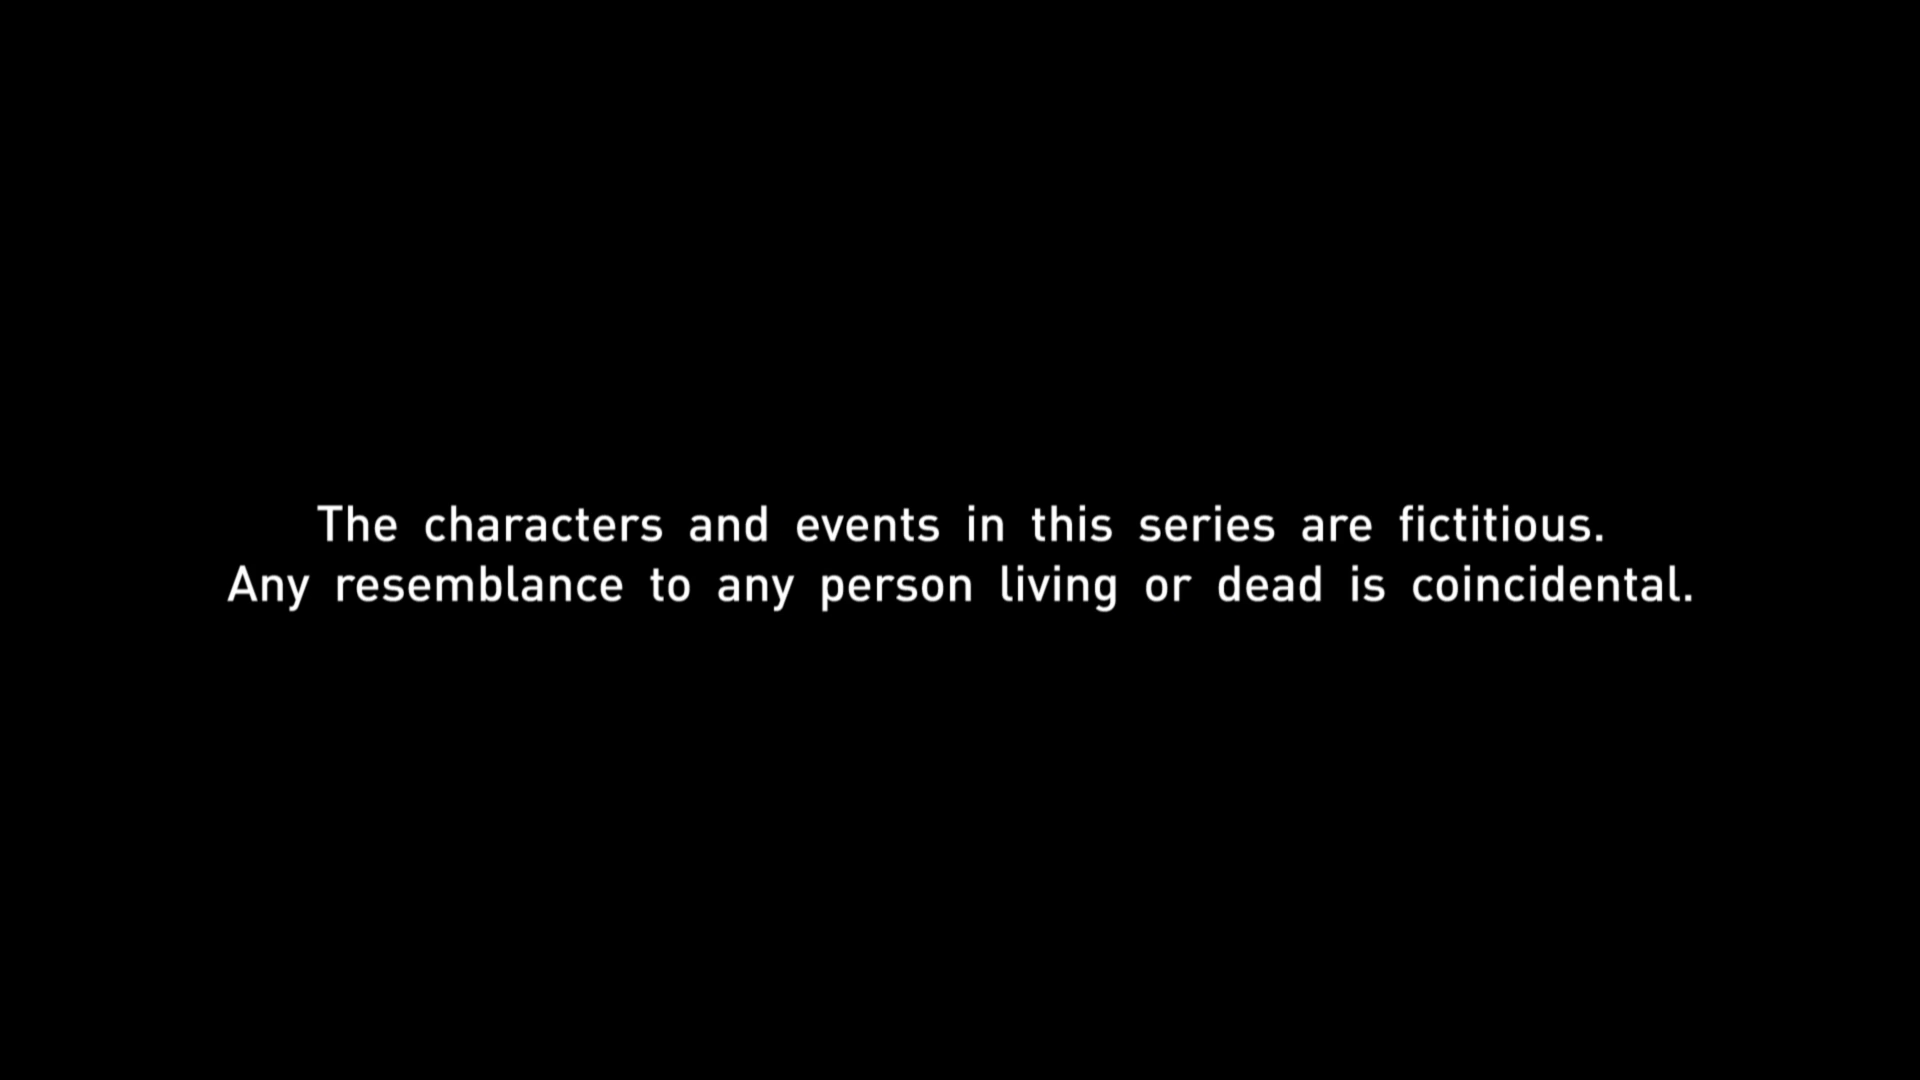 The characters and events in this series are fictitious.
Any resemblance to any person living or dead is coincidental.